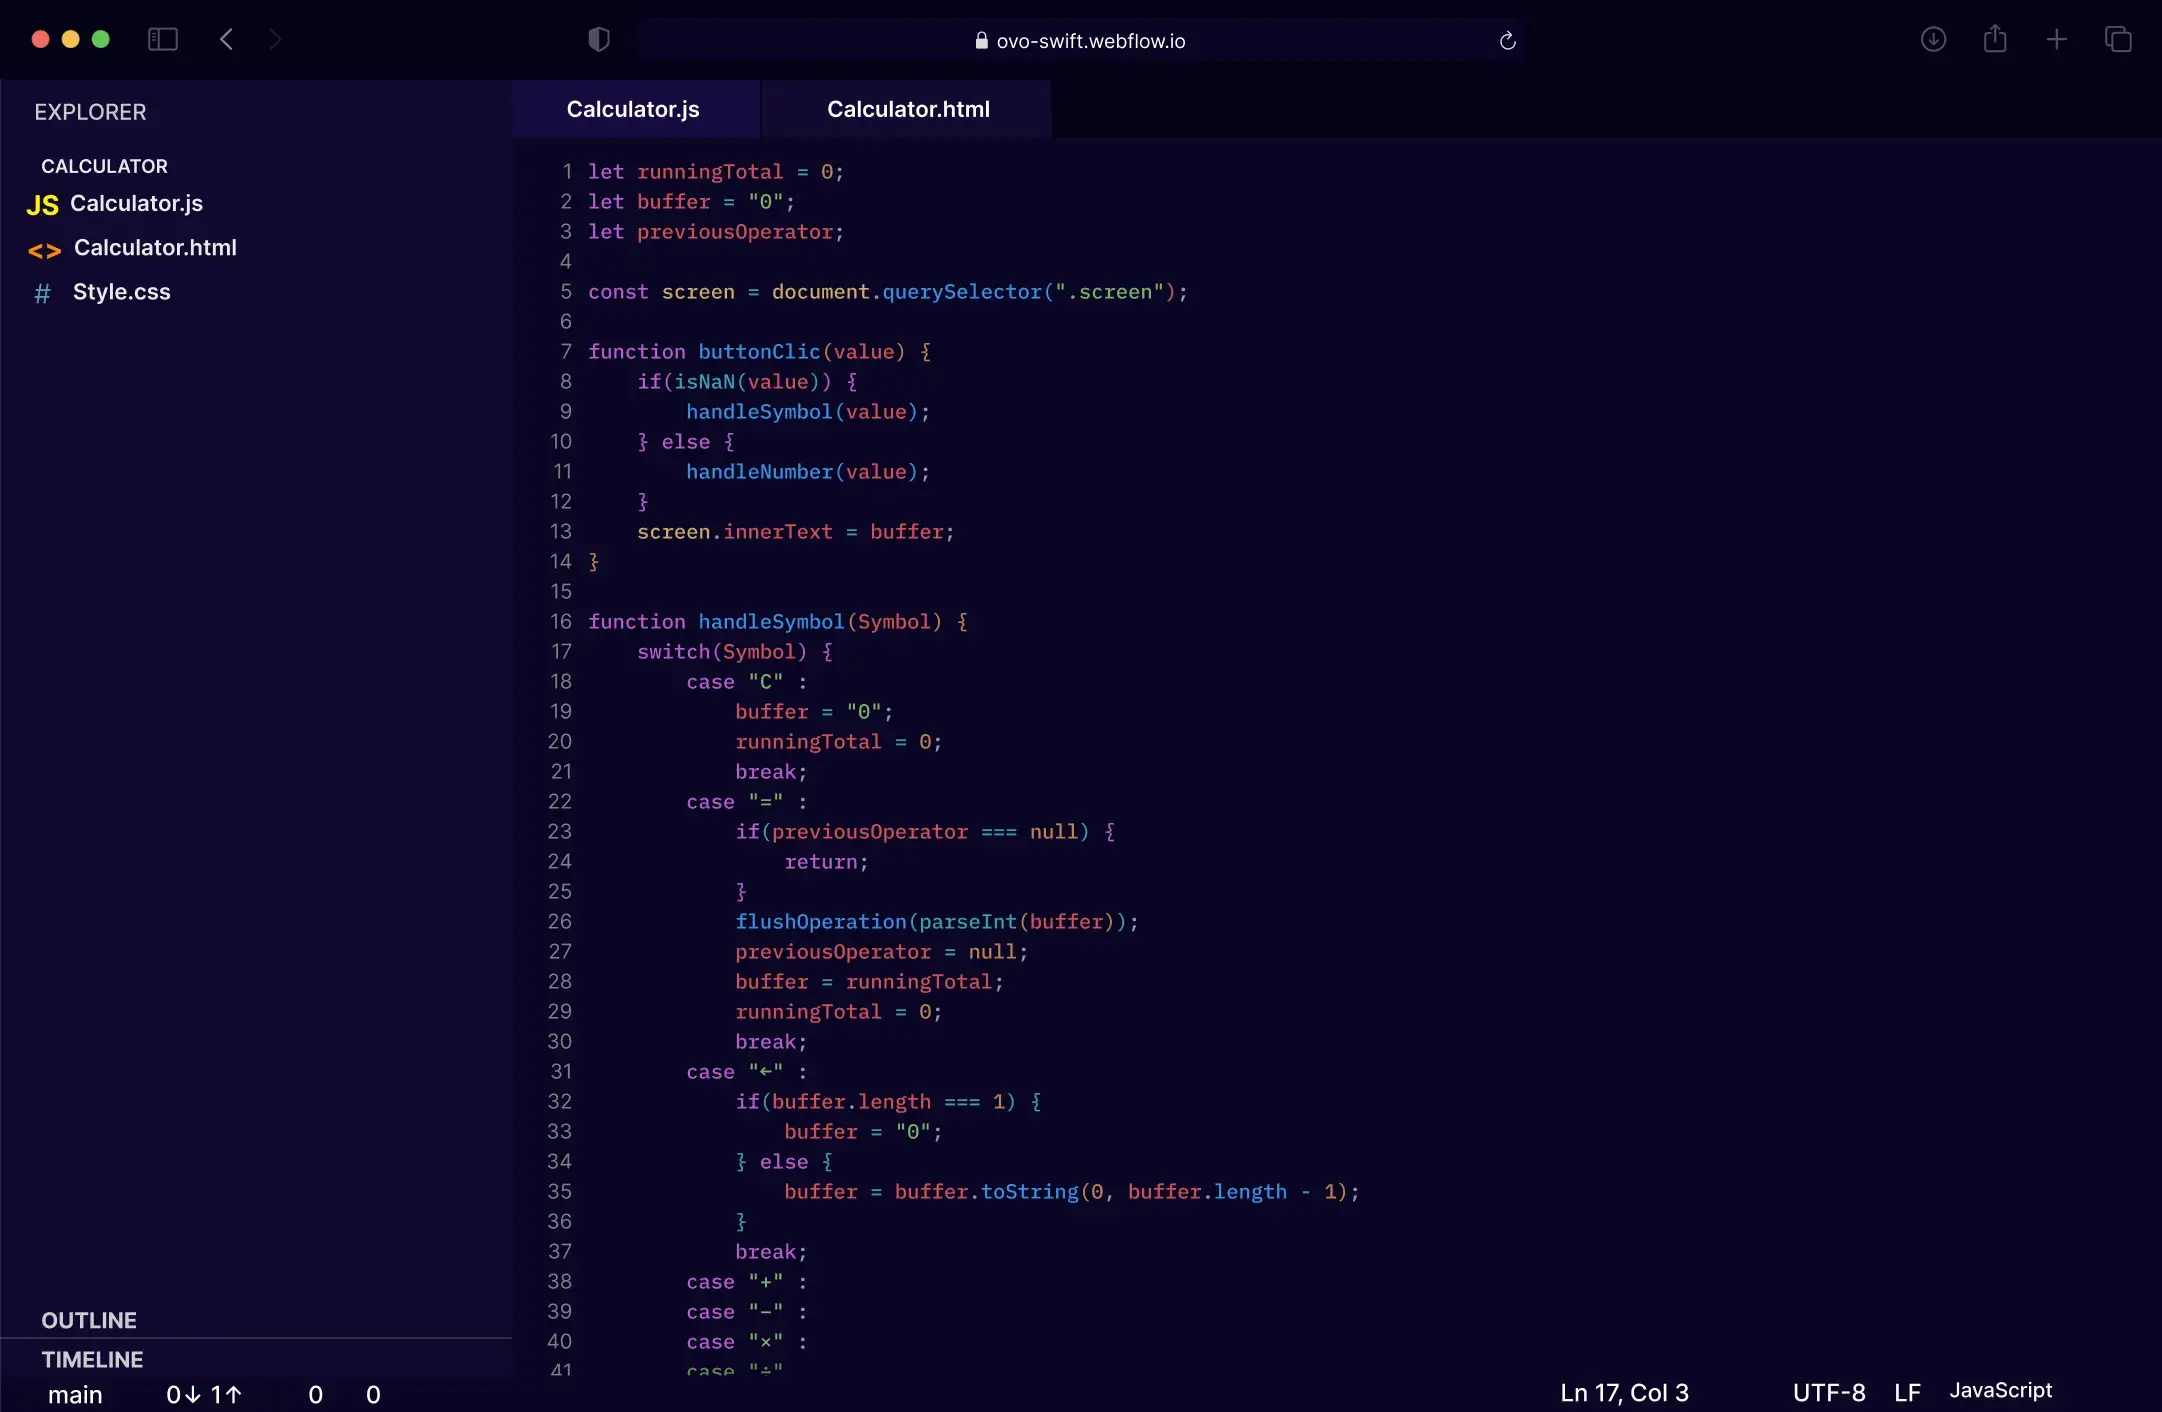 ovo-swift.webflow.io
EXPLORER
CALCULATOR
JS Calculator.js
<> Calculator.html
# Style.css
OUTLINE
TIMELINE
Calculator.js Calculator.html
1 let runningTotal = 0;
2 let buffer = "0";
3 let previousOperator;
4
5 const screen = document.querySelector(".screen");
6
7 function buttonClic(value) {
8     if(isNaN(value)) {
9         handleSymbol(value);
10     } else {
11         handleNumber(value);
12     }
13     screen.innerText = buffer;
14 }
15
16 function handleSymbol(Symbol) {
17     switch(Symbol) {
18         case "C" :
19             buffer = "0";
20             runningTotal = 0;
21             break;
22         case "=" :
23             if(previousOperator === null) {
24                 return;
25             }
26             flushOperation(parseInt(buffer));
27             previousOperator = null;
28             buffer = runningTotal;
29             runningTotal = 0;
30             break;
31         case "←" :
32             if(buffer.length === 1) {
33                 buffer = "0";
34             } else {
35                 buffer = buffer.toString(0, buffer.length - 1);
36             }
37             break;
38         case "+" :
39         case "−" :
40         case "×" :
41         case "÷"
main 0↓ 1↑ 0 0 Ln 17, Col 3 UTF-8 LF JavaScript